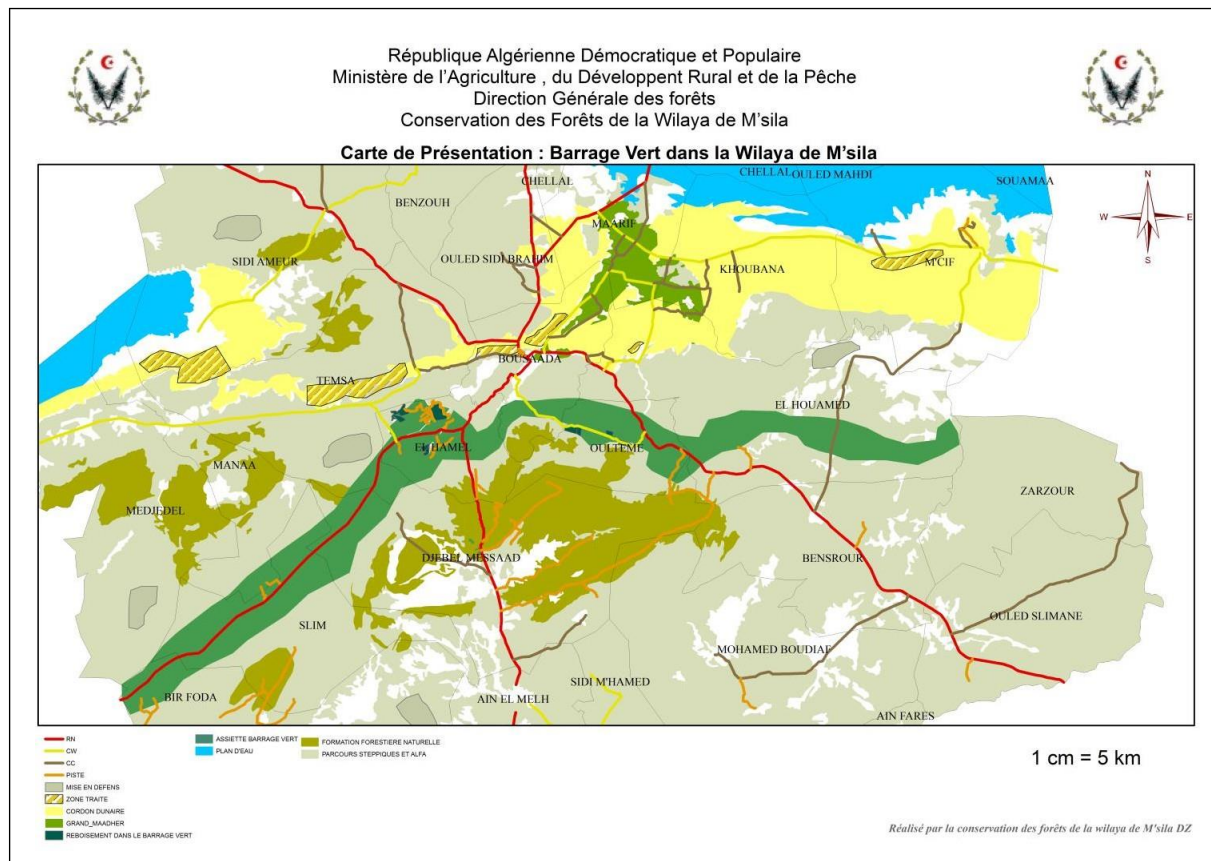 République Algérienne Démocratique et Populaire
Ministère de l'Agriculture , du Dévéloppent Rural et de la Pêche
Direction Générale des forêts
Conservation des Forêts de la Wilaya de M'sila
Carte de Présentation : Barrage Vert dans la Wilaya de M'sila
CHELLAL
CHELLAL OULED MAHDI
SOUAMAA
BENZOUH
N
MAARIF
W
E
S
SIDI AMEUR
OULED SIDI BRAHIM
KHOUBANA
M'CIF
BOUSAADA
TEMSA
EL HOUAMED
EL HAMEL
OULTEME
MANAA
ZARZOUR
MEDJEDEL
DJEBEL MESSAAD
BENSROUR
OULED SLIMANE
SLIM
MOHAMED BOUDIAF
SIDI M'HAMED
BIR FODA
AIN EL MELH
AIN FARES
RN
CW
CC
PISTE
MISE EN DEFENS
ZONE TRAITE
CORDON DUNAIRE
GRAND_MAADHER
REBOISEMENT DANS LE BARRAGE VERT
ASSIETTE BARRAGE VERT
PLAN D'EAU
FORMATION FORESTIERE NATURELLE
PARCOURS STEPPIQUES ET ALFA
1 cm = 5 km
Réalisé par la conservation des forêts de la wilaya de M'sila DZ